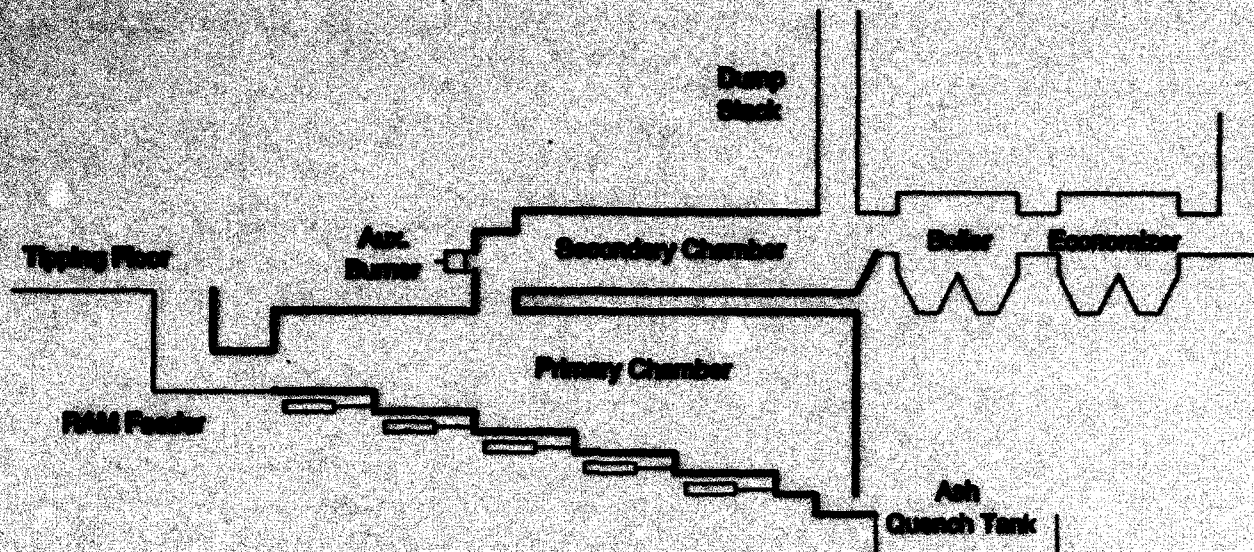 Dump
Stack
Tipping Floor
Aux.
Burner
Secondary Chamber
Boiler
Economizer
Primary Chamber
RAM Feeder
Ash
Quench Tank